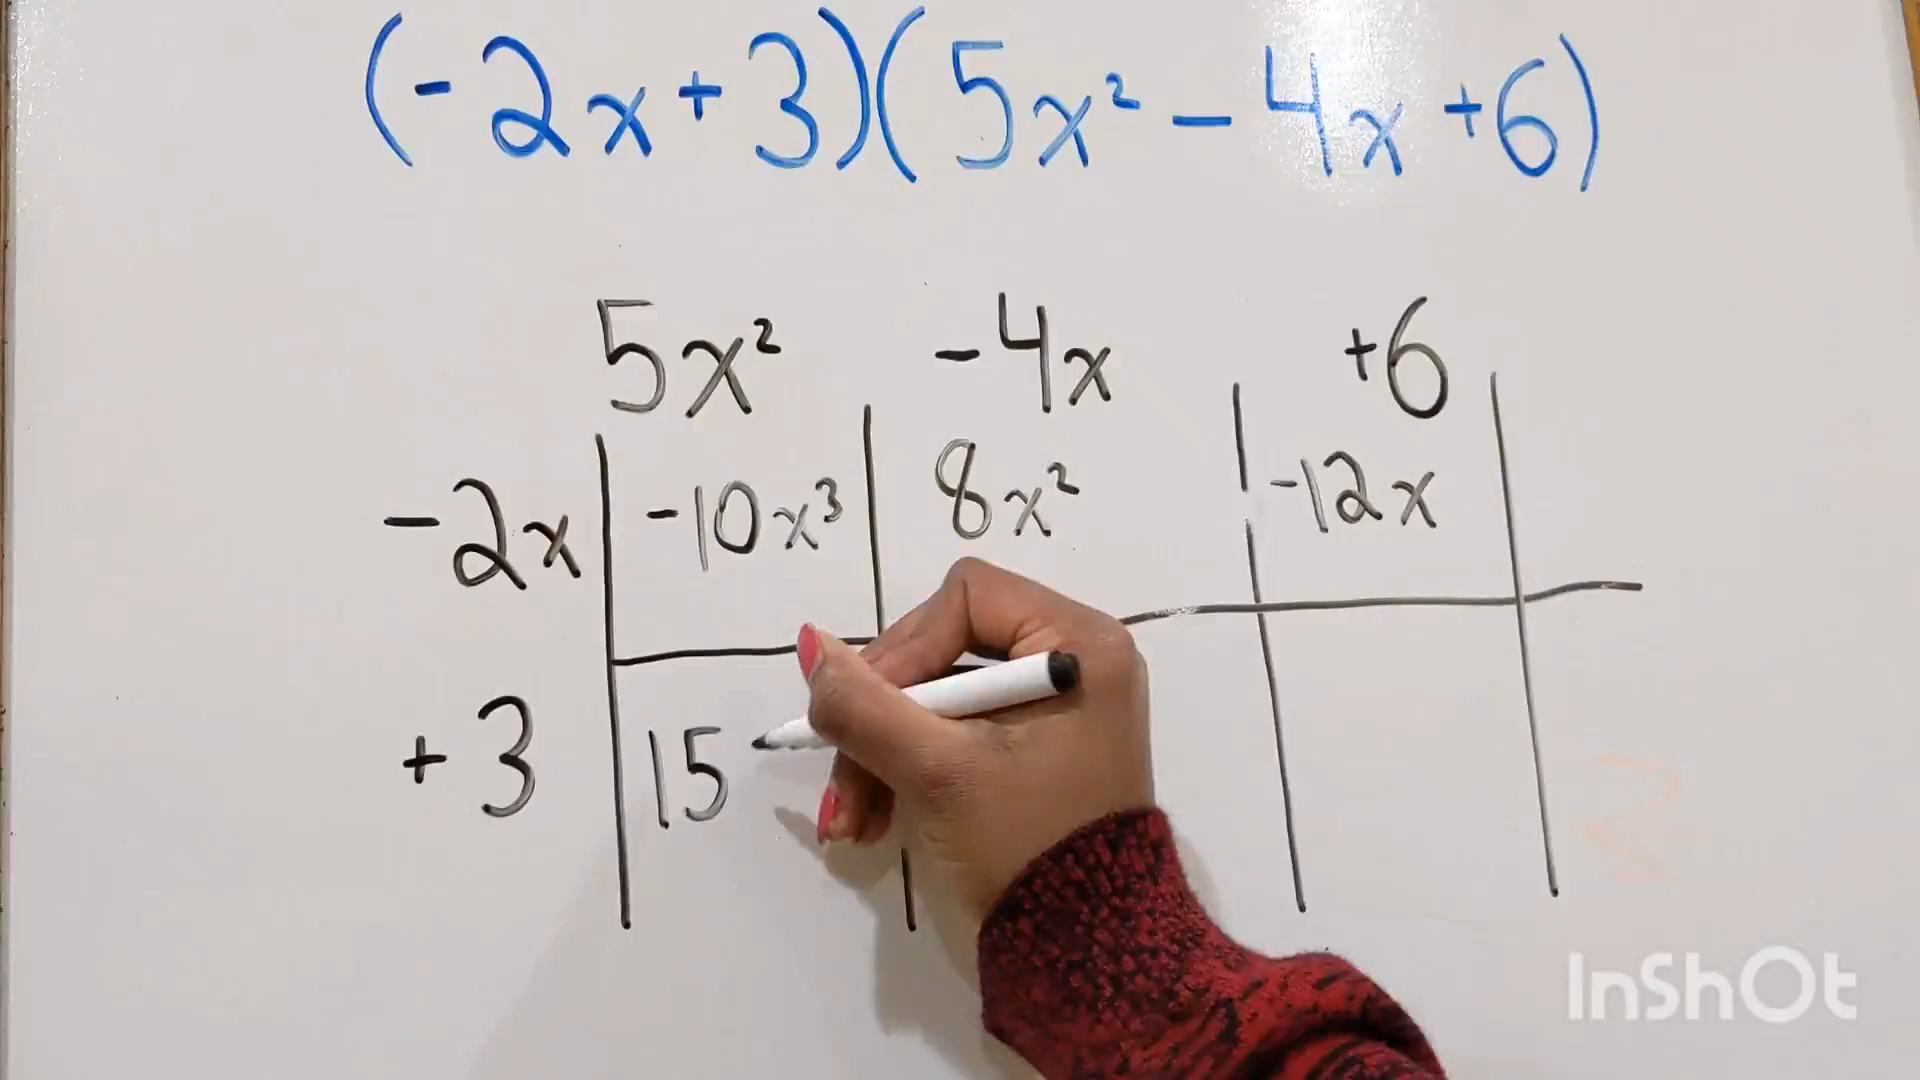 (-2x+3)(5x²-4x+6)
5x² -4x +6
-2x -10x³ 8x² -12x
+3 15
InShOt